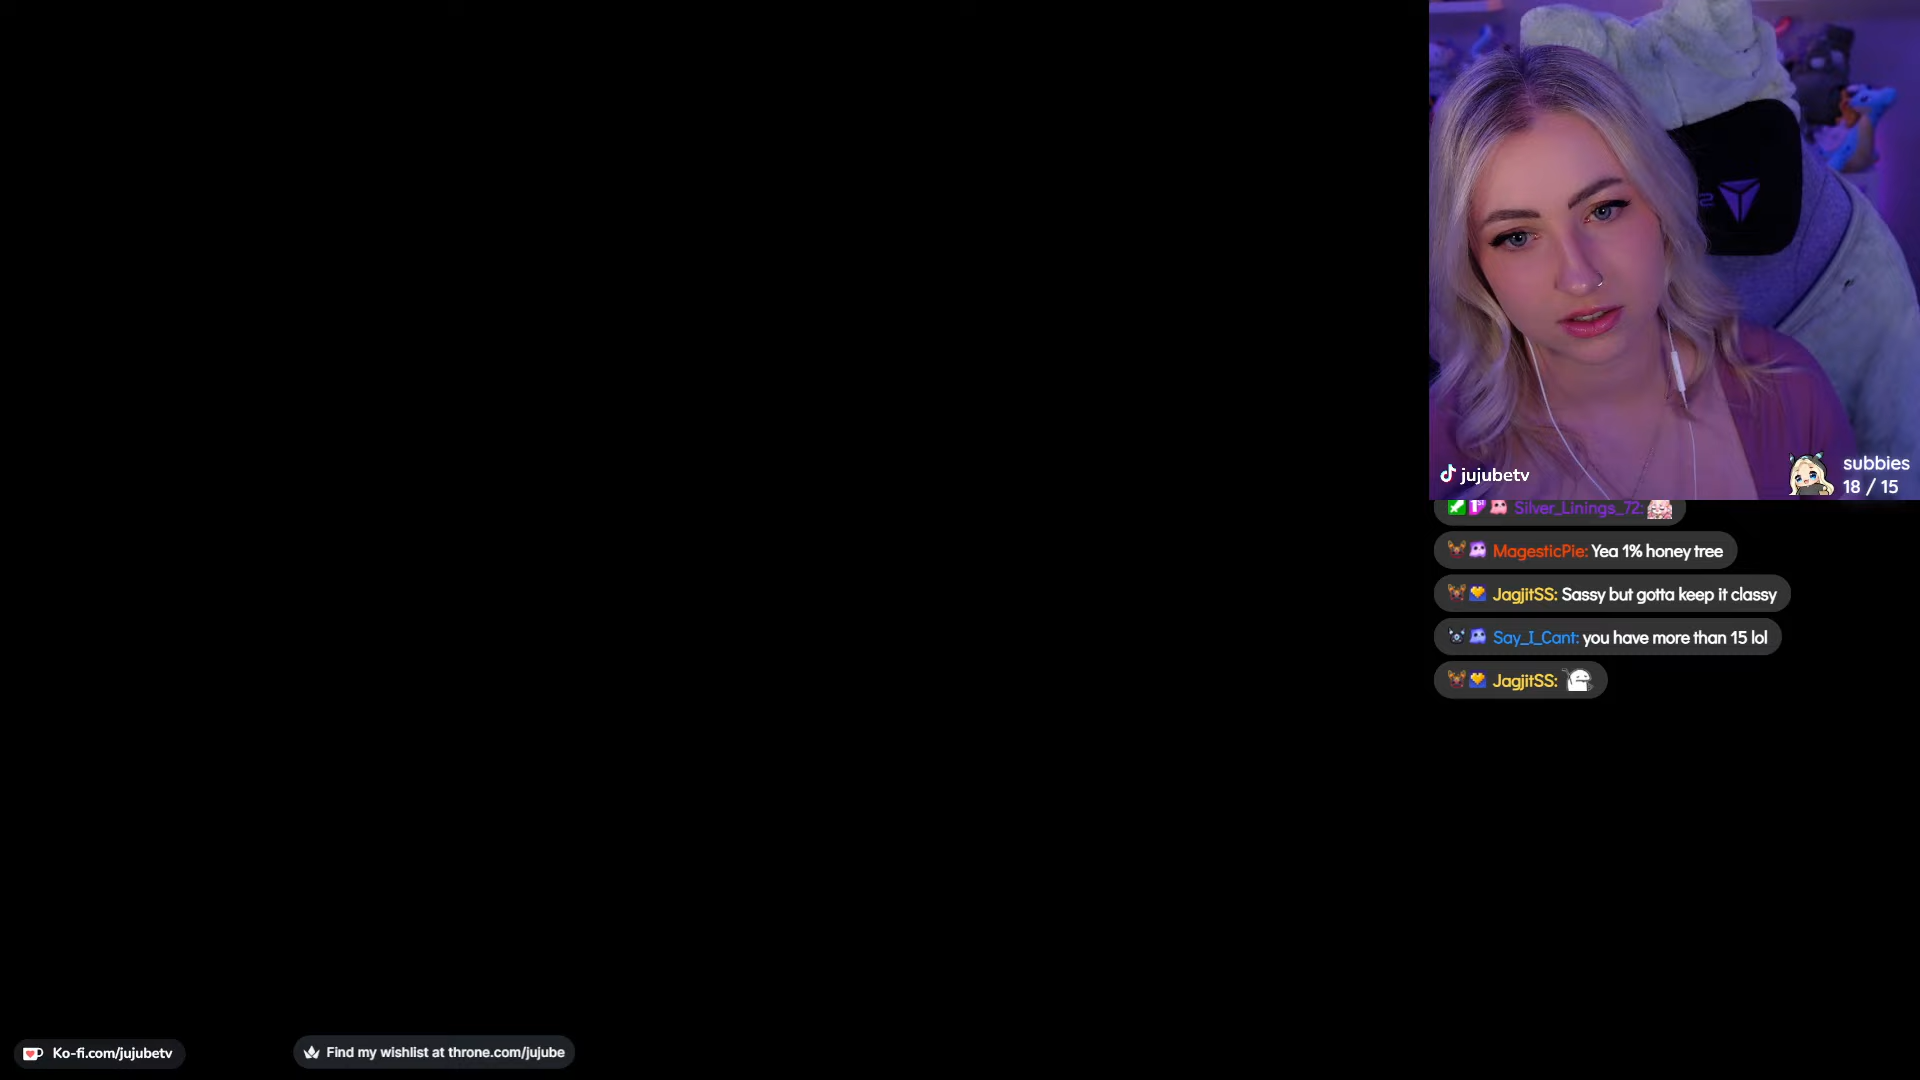 jujubetv
subbies
18 / 15
Silver_Linings_72:
MagesticPie: Yea 1% honey tree
JagjitSS: Sassy but gotta keep it classy
Say_I_Cant: you have more than 15 lol
JagjitSS:
Ko-fi.com/jujubetv
Find my wishlist at throne.com/jujube